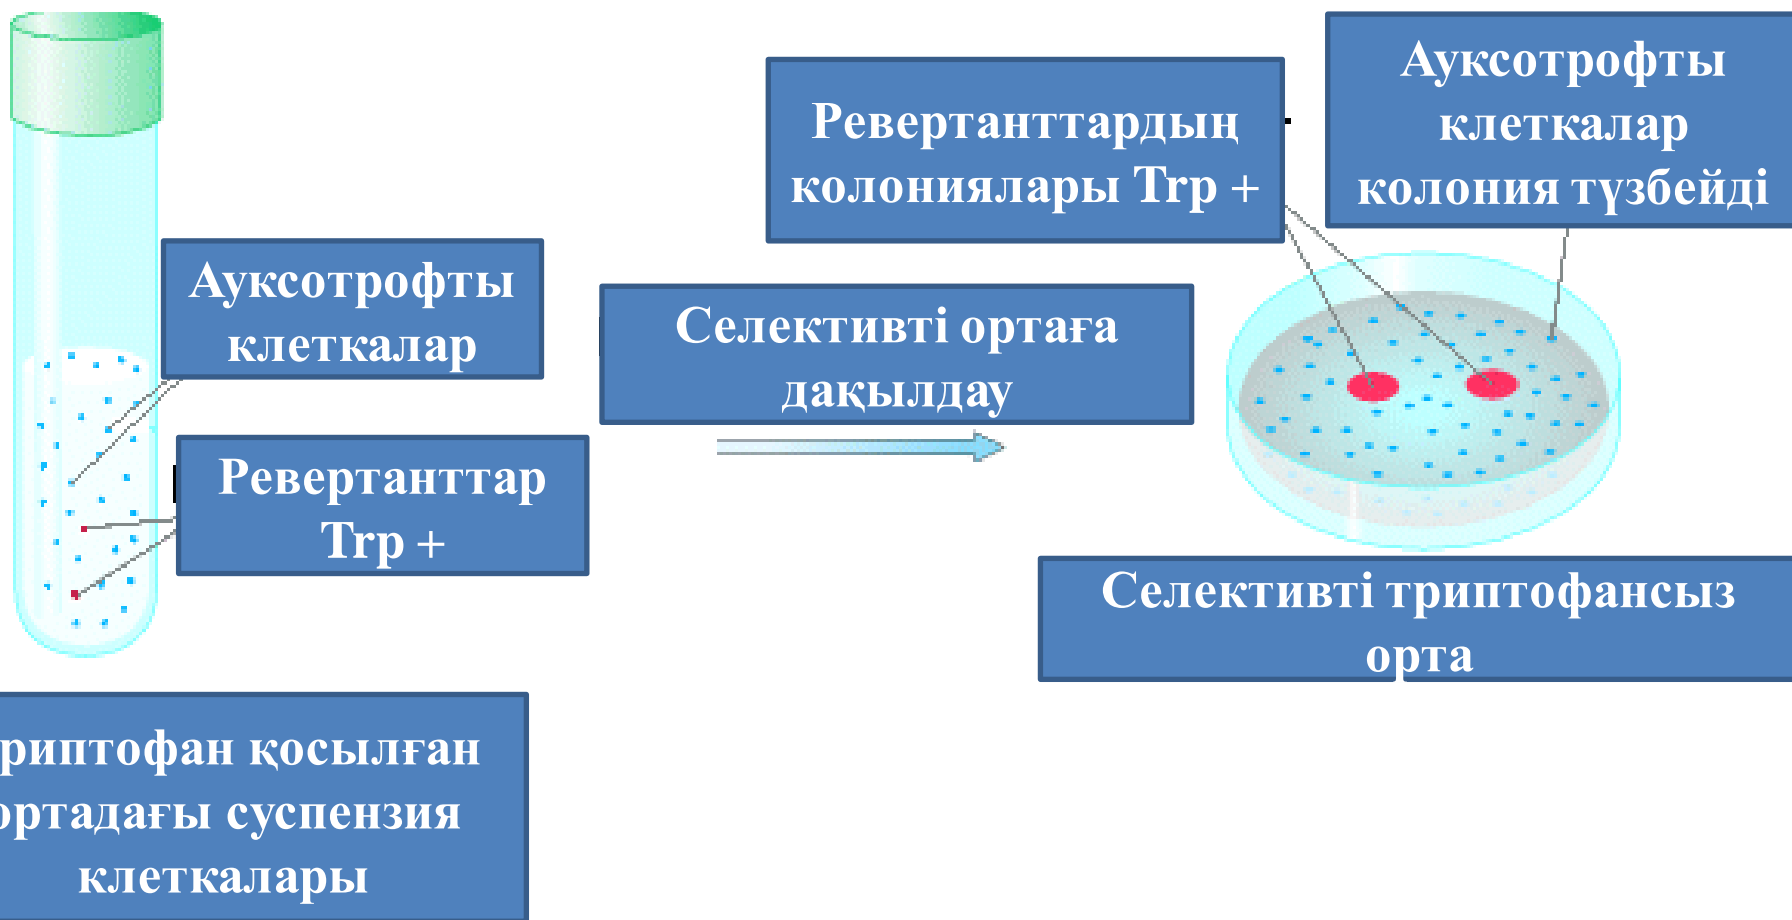 Ауксотрофты
клеткалар
Ревертанттар
Trp +
риптофан қосылған
ортадағы суспензия
клеткалары
Селективті ортаға
дақылдау
Ревертанттардың
колониялары Trp +
Ауксотрофты
клеткалар
колония түзбейді
Селективті триптофансыз
орта